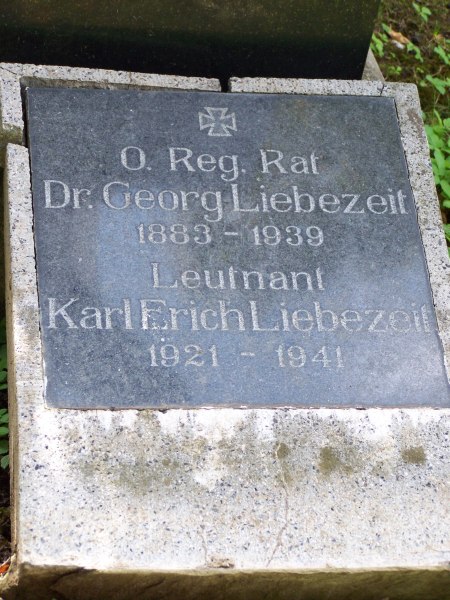 O. Reg. Rat
Dr. Georg Liebezeit
1883 - 1939
Leutnant
Karl Erich Liebezeit
1921 - 1941